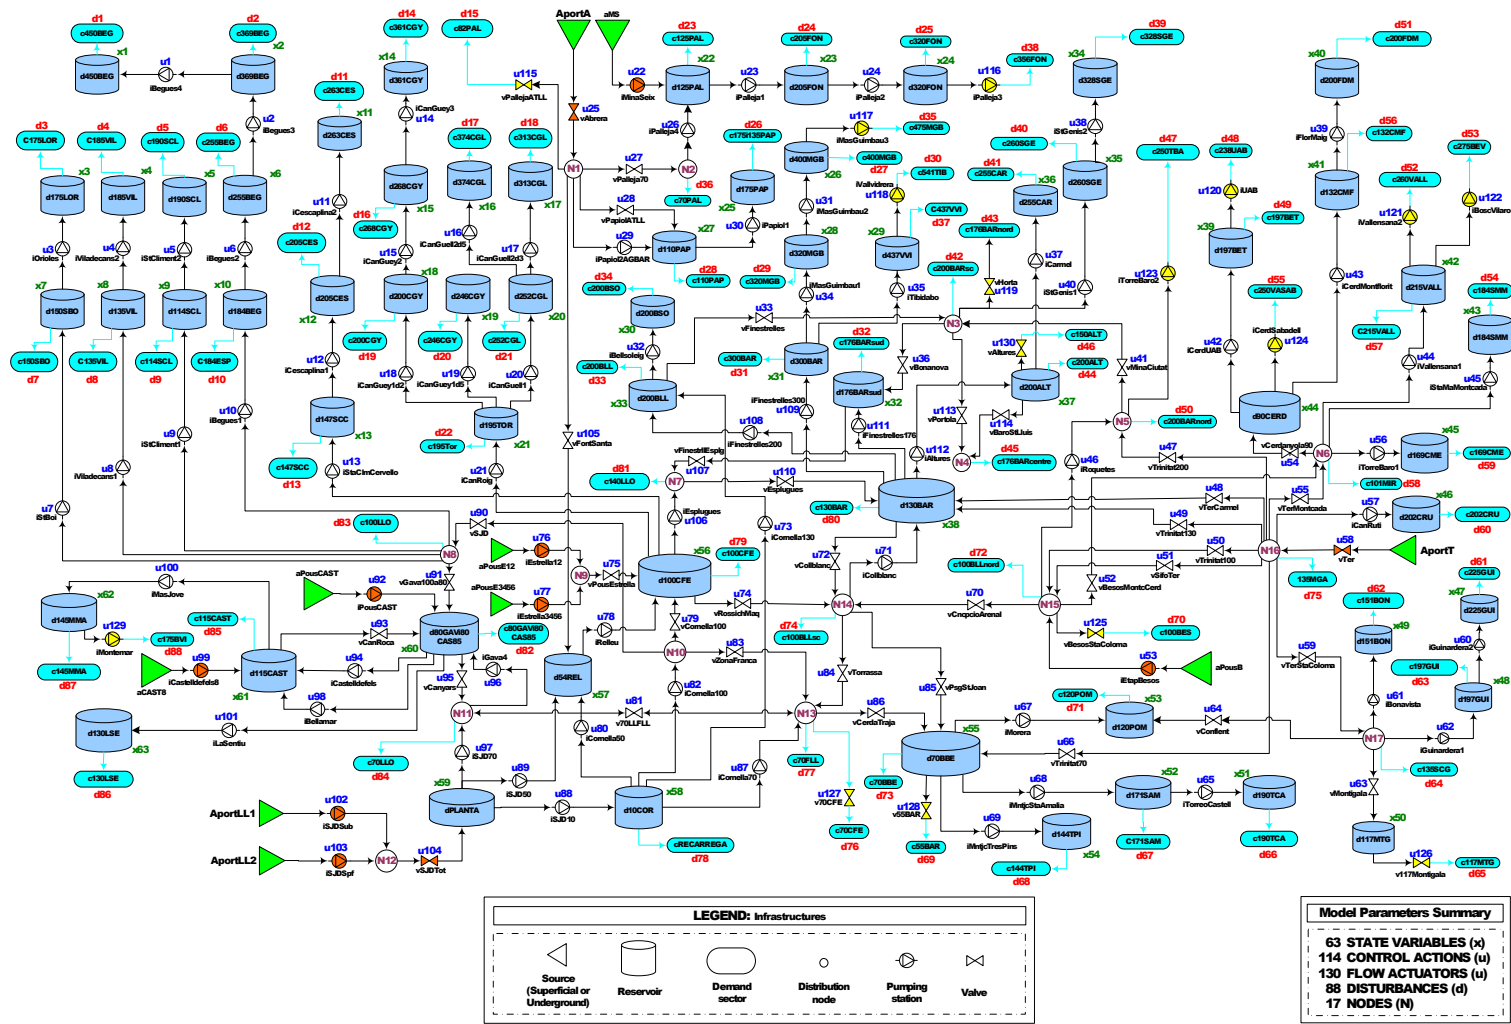 d1
c450BEG
x1
d450BEG
u1
iBegues4
d2
c369BEG
x2
d369BEG
u2
iBegues3
d11
c263CES
x11
d263CES
u11
iCescaplina2
d14
c361CGY
x14
d361CGY
iCanGuey3
u14
d15
c82PAL
u115
vPallejaATLL
AportA
aMS
u25
vAbrera
u22
iMinaSeix
d23
c125PAL
x22
d125PAL
u23
iPalleja1
d24
c205FON
x23
d205FON
u24
iPalleja2
d25
c320FON
x24
d320FON
u116
iPalleja3
d38
c356FON
d39
c328SGE
x34
d328SGE
u38
iStGenis2
d51
c200FDM
x40
d200FDM
u39
iFlorMaig
d3
C175LOR
x3
d175LOR
u3
iOrioles
d4
C185VIL
x4
d185VIL
u4
iViladecans2
d5
c190SCL
x5
d190SCL
u5
iStCliment2
d6
c255BEG
x6
d255BEG
u6
iBegues2
d12
c205CES
d205CES
x12
u12
iCescaplina1
d16
c268CGY
d268CGY
x15
u15
iCanGuey2
d17
c374CGL
d374CGL
x16
u16
iCanGuell2d5
d18
c313CGL
d313CGL
x17
u17
iCanGuell2d3
N1
u26
iPalleja4
u27
vPalleja70
N2
d36
c70PAL
u28
vPapiolATLL
u29
iPapiol2AGBAR
d26
c175/135PAP
d175PAP
x25
u30
iPapiol1
x27
d110PAP
d28
c110PAP
u117
iMasGuimbau3
d35
c475MGB
d400MGB
x26
c400MGB
d27
u31
iMasGuimbau2
d30
c541TIB
iVallvidrera
u118
C437VVI
d37
x28
d320MGB
d29
c320MGB
iMasGuimbau1
u34
x29
d437VVI
u35
iTibidabo
d40
c260SGE
d41
c255CAR
x36
d255CAR
u37
iCarmel
x35
d260SGE
u40
iStGenis1
d43
c176BARnord
vHorta
u119
d42
c200BARsc
d47
c250TBA
u123
iTorreBaro2
d48
c238UAB
u120
iUAB
x39
d197BET
d49
c197BET
x41
d132CMF
d56
c132CMF
d55
c250VASAB
iCerdSabadell
u124
u42
iCerdUAB
u43
iCerdMontflorit
d53
c275BEV
u122
iBoscVilaro
d52
c260VALL
u121
iVallensana2
x42
d215VALL
C215VALL
d57
u44
iVallensana1
d54
c184SMM
x43
d184SMM
u45
iStaMaMontcada
x7
d150SBO
c150SBO
d7
x8
d135VIL
C135VIL
d8
x9
d114SCL
c114SCL
d9
x10
d184BEG
C184ESP
d10
x18
d200CGY
c200CGY
d19
d246CGY
x19
c246CGY
d20
d252CGL
x20
c252CGL
d21
u18
iCanGuey1d2
u19
iCanGuey1d5
u20
iCanGuell1
d34
c200BSO
d200BSO
x30
u32
iBellsoleig
u33
vFinestrelles
d33
c200BLL
d200BLL
x33
c300BAR
d31
d300BAR
x31
iFinestrelles300
u109
d32
c176BARsud
d176BARsud
x32
u36
vBonanova
N3
u111
iFinestrelles176
u108
iFinestrelles200
c150ALT
d46
u130
vAltures
c200ALT
d44
d200ALT
x37
u113
vPortola
u114
vBaroStLluis
N4
d45
c176BARcentre
u112
iAltures
u41
vMinaCiutat
N5
d50
c200BARnord
u46
iRoquetes
u47
vTrinitat200
d90CERD
x44
vCerdanyola90
u54
N6
u56
iTorreBaro1
x45
d169CME
c169CME
d59
c101MIR
d58
u10
iBegues1
u9
iStCliment1
u8
iViladecans1
u7
iStBoi
d147SCC
x13
c147SCC
d13
u13
iStaClmCervello
d22
c195Tor
d195TOR
x21
u21
iCanRoig
u105
vFontSanta
vFinestrlEsplg
u107
N7
d81
c140LLO
u110
vEsplugues
iEsplugues
u106
u73
iCornella130
c130BAR
d80
d130BAR
x38
u48
vTerCarmel
u49
vTrinitat130
u50
vTrinitat100
u51
vSifoTer
u52
vBesosMontcCerd
u55
vTerMontcada
u57
iCanRuti
x46
d202CRU
c202CRU
d60
N16
u58
vTer
AportT
135MGA
d75
d83
c100LLO
u90
vSJD
N8
u91
vGava100a80
aPousE12
u76
iEstrella12
aPousE3456
u77
iEstrella3456
N9
u75
vPousEstrella
x56
d100CFE
d79
c100CFE
u74
vRossichMaq
u72
vCollblanc
u71
iCollblanc
N14
d74
c100BLLsc
u70
vCnqpcioArenal
d72
c100BLLnord
N15
u125
vBesosStaColoma
d70
c100BES
u53
iEtapBesos
aPousB
u59
vTerStaColoma
d61
c225GUI
x47
d225GUI
u60
iGuinardera2
d62
c151BON
x49
d151BON
u61
iBonavista
c197GUI
d63
x48
d197GUI
u62
iGuinardera1
N17
c135SCG
d64
u63
vMontigala
x50
d117MTG
u126
v117Montigala
c117MTG
d65
u64
vConflent
u100
iMasJove
aPousCAST
u92
iPousCAST
x62
d145MMA
u129
iMontemar
c175BVI
d88
c145MMA
d87
c115CAST
d85
u99
iCastelldefels8
aCAST8
d115CAST
x61
u93
vCanRoca
u94
iCastelldefels
u98
iBellamar
d80GAVi80
CAS85
x60
c80GAVi80
CAS85
d82
iGava4
u96
u95
vCanyars
N11
c70LLO
d84
u101
iLaSentiu
d130LSE
x63
c130LSE
d86
u97
iSJD70
x59
dPLANTA
u89
iSJD50
u88
iSJD10
u78
iRelleu
d54REL
x57
u80
iCornella50
u79
vCornella100
N10
u83
vZonaFranca
u82
iCornella100
u81
v70LLFLL
d10COR
x58
cRECARREGA
d78
u87
iCornella70
N13
c70FLL
d77
u84
vTorrassa
u85
vPsgStJoan
u86
vCerdaTraja
u127
v70CFE
c70CFE
d76
x55
d70BBE
c70BBE
d73
u128
v55BAR
c55BAR
d69
u67
iMorera
c120POM
d71
x53
d120POM
u66
vTrinitat70
u68
iMntjcStaAmalia
x52
d171SAM
C171SAM
d67
u65
iTorreoCastell
x51
d190TCA
c190TCA
d66
u69
iMntjcTresPins
d144TPI
x54
c144TPI
d68
AportLL1
u102
iSJDSub
AportLL2
u103
iSJDSpf
N12
u104
vSJDTot
LEGEND: Infrastructures
Source
(Superficial or
Underground)
Reservoir
Demand
sector
Distribution
node
Pumping
station
Valve
Model Parameters Summary
63 STATE VARIABLES (x)
114 CONTROL ACTIONS (u)
130 FLOW ACTUATORS (u)
88 DISTURBANCES (d)
17 NODES (N)